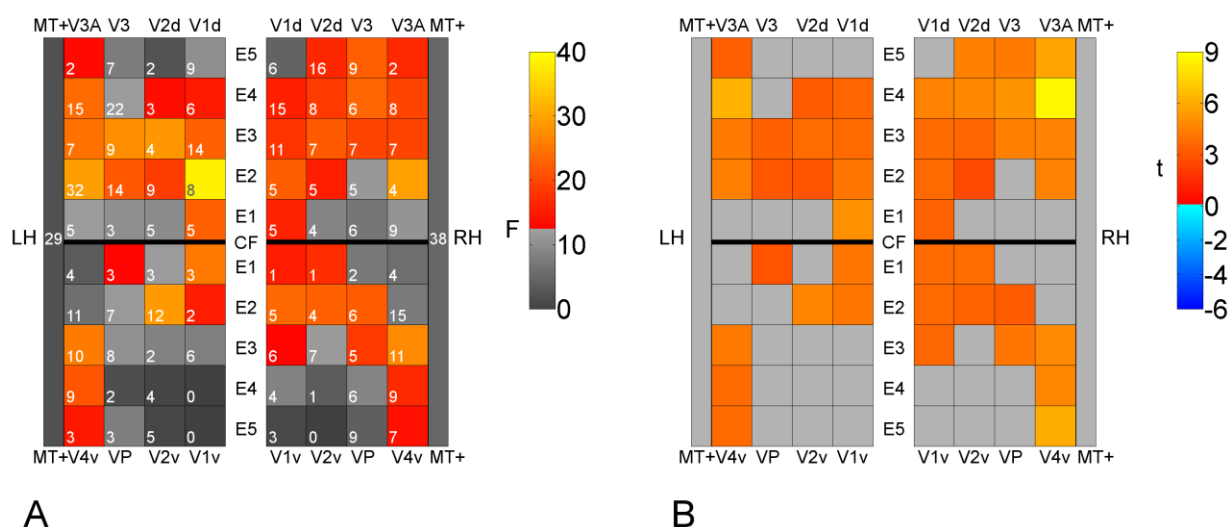 MT+ V3A V3 V2d V1d V1d V2d V3 V3A MT+
2 7 2 9 E5 6 16 9 2
15 22 3 6 E4 15 8 6 8
7 9 4 14 E3 11 7 7 7
32 14 9 8 E2 5 5 5 4
5 3 5 5 E1 5 4 6 9
LH 29 CF 38 RH
4 3 3 3 E1 1 1 2 4
11 7 12 2 E2 5 4 6 15
10 8 2 6 E3 6 7 5 11
9 2 4 0 E4 4 1 6 9
3 3 5 0 E5 3 0 9 7
MT+ V4v VP V2v V1v V1v V2v VP V4v MT+
F
40
30
20
10
0
A
MT+ V3A V3 V2d V1d V1d V2d V3 V3A MT+
E5
E4
E3
E2
E1
LH CF RH
E1
E2
E3
E4
E5
MT+ V4v VP V2v V1v V1v V2v VP V4v MT+
t
9
6
3
0
-2
-4
-6
B